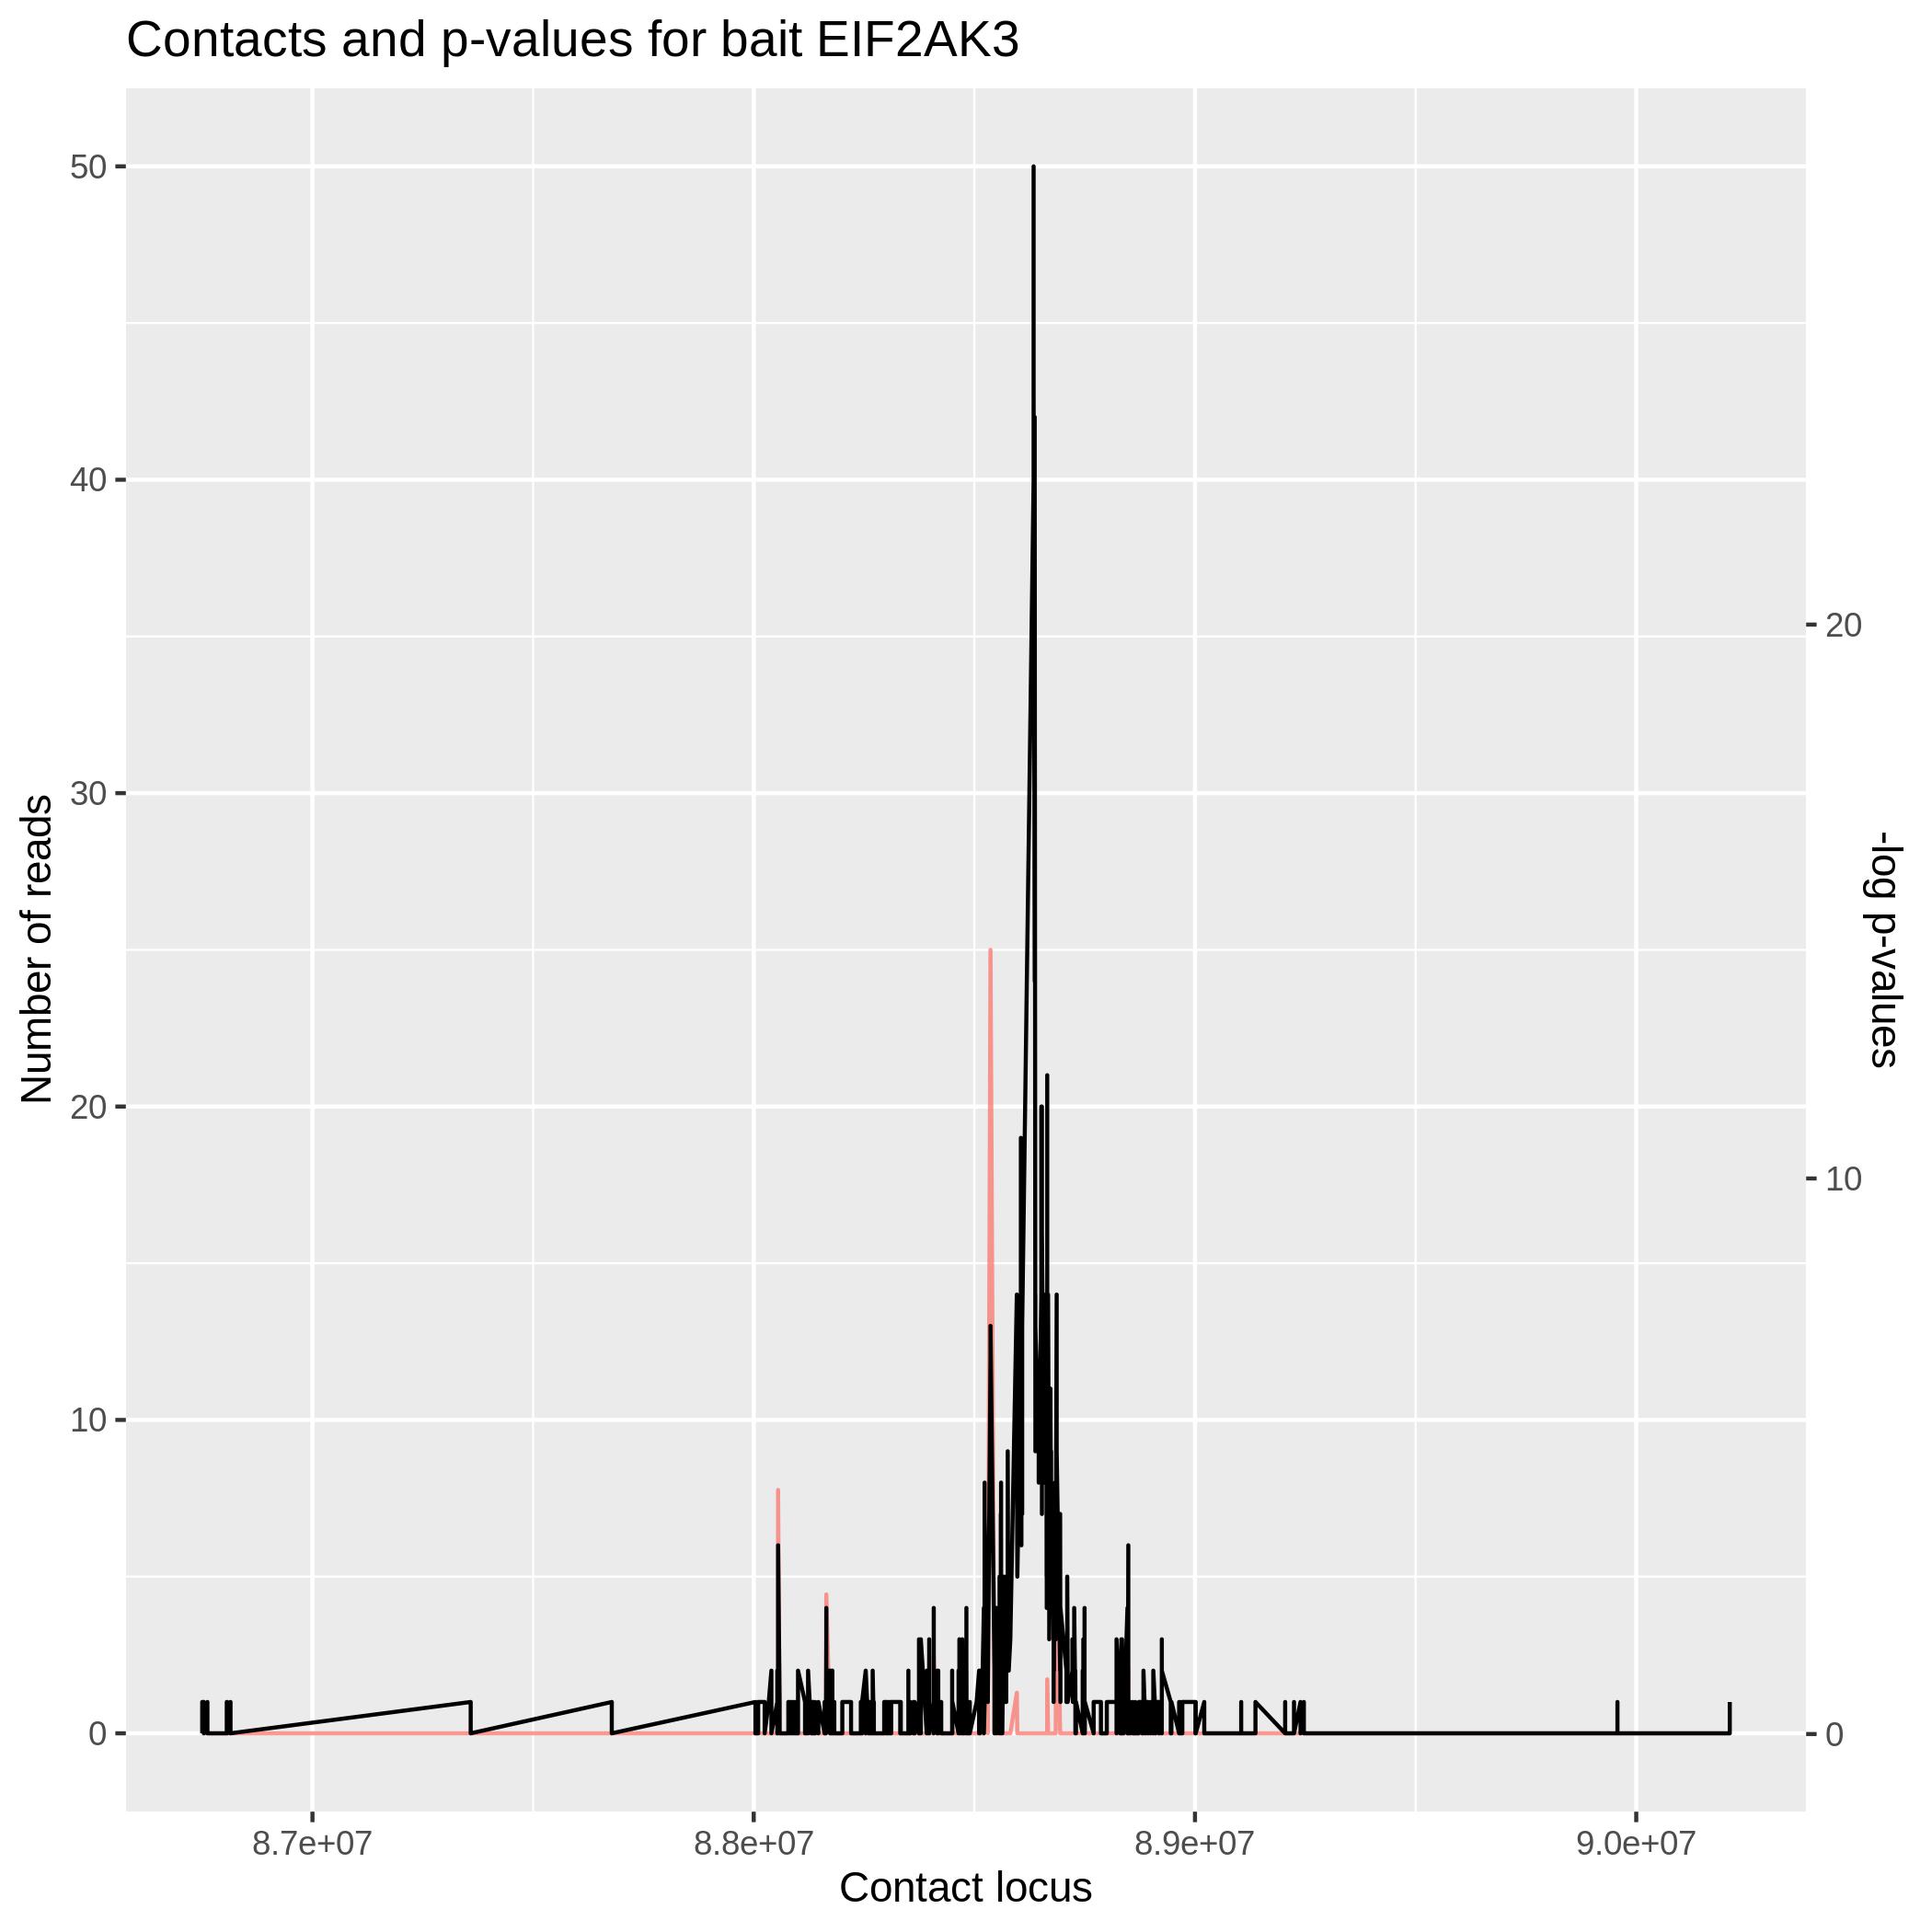 Contacts and p-values for bait EIF2AK3
50
40
30
20
10
0
Number of reads
20
10
0
-log p-values
8.7e+07
8.8e+07
8.9e+07
9.0e+07
Contact locus